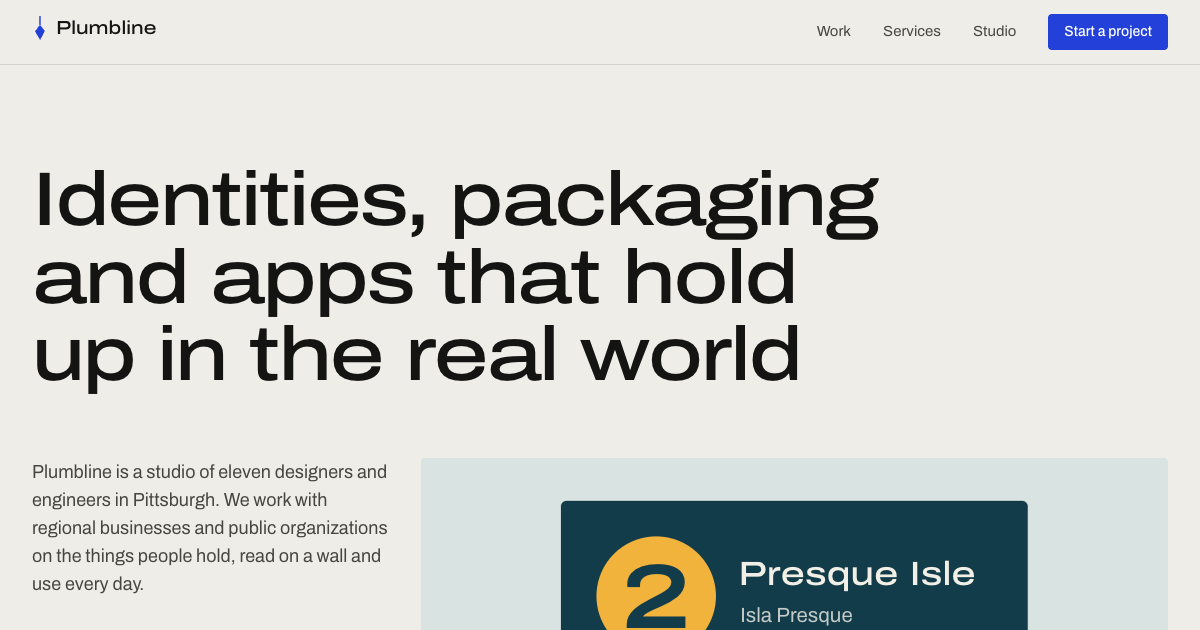 Plumbline
Work
Services
Studio
Start a project
Identities, packaging
and apps that hold
up in the real world
Plumbline is a studio of eleven designers and
engineers in Pittsburgh. We work with
regional businesses and public organizations
on the things people hold, read on a wall and
use every day.
2
Presque Isle
Isla Presque